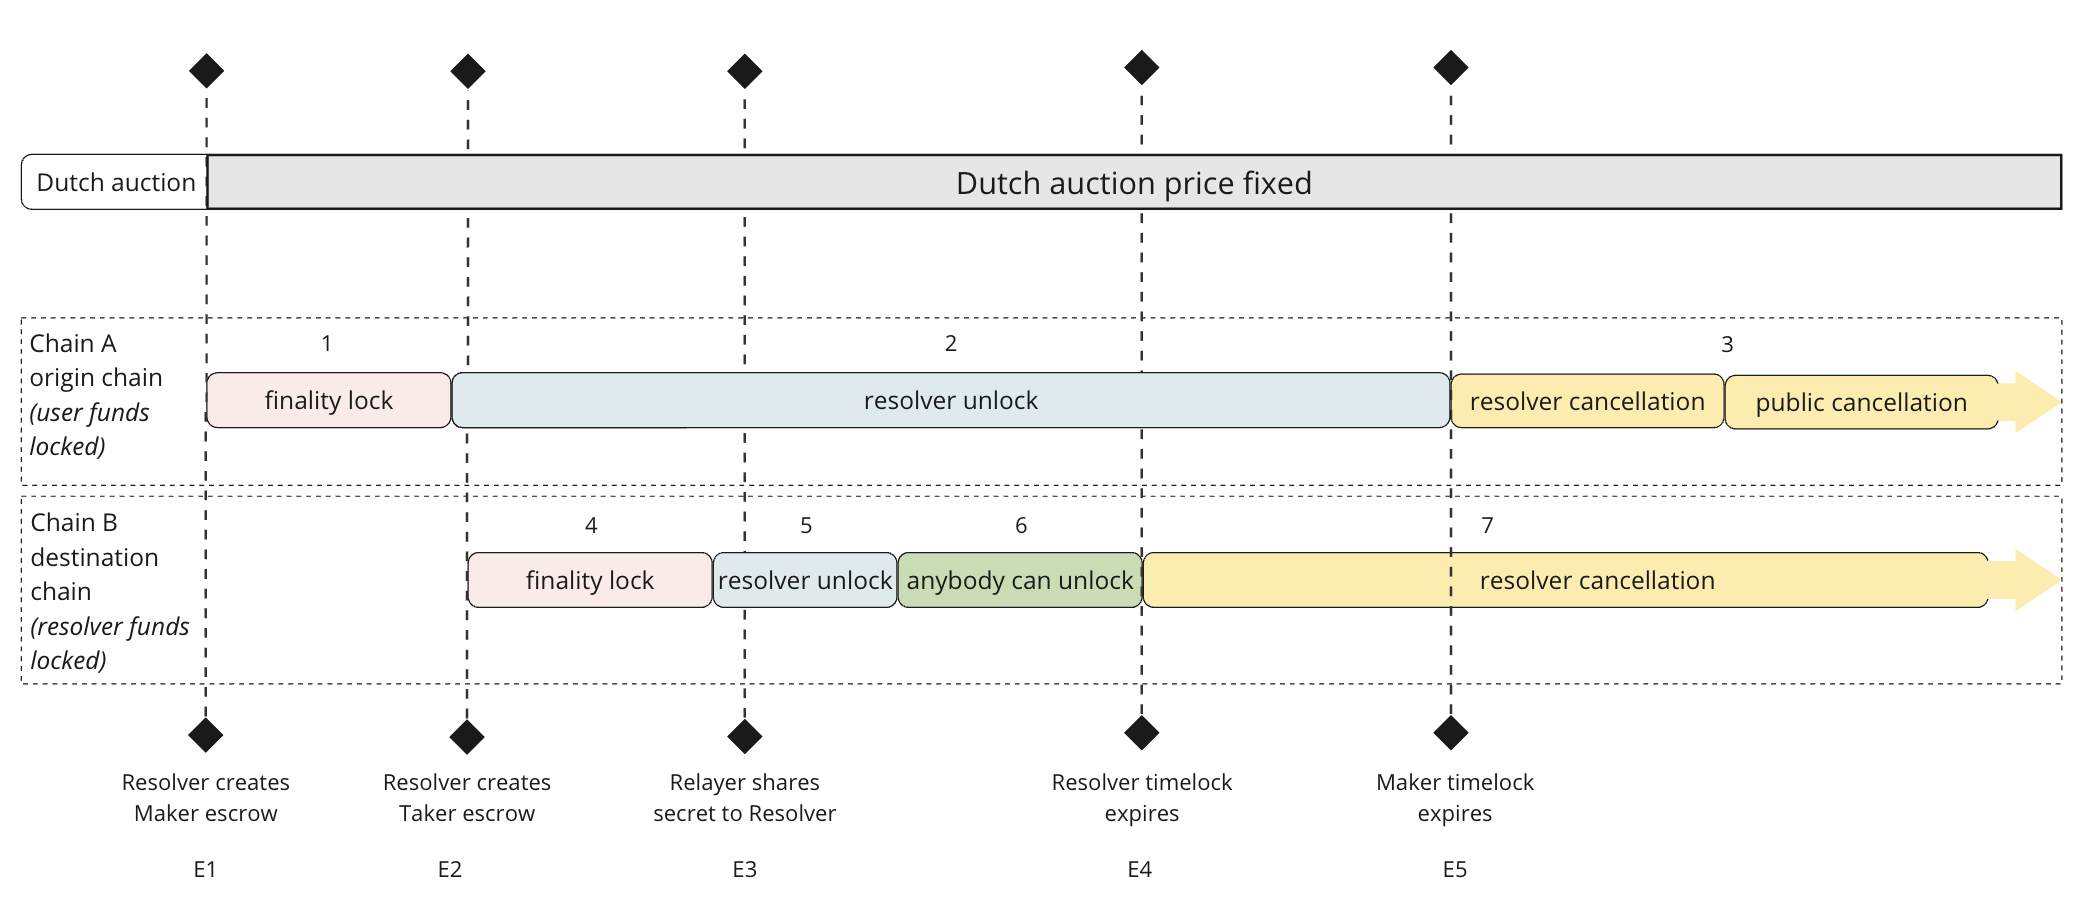 Dutch auction
Dutch auction price fixed
Chain A
origin chain
(user funds
locked)
1
2
3
finality lock
resolver unlock
resolver cancellation
public cancellation
Chain B
destination
chain
(resolver funds
locked)
4
5
6
7
finality lock
resolver unlock
anybody can unlock
resolver cancellation
Resolver creates
Maker escrow
E1
Resolver creates
Taker escrow
E2
Relayer shares
secret to Resolver
E3
Resolver timelock
expires
E4
Maker timelock
expires
E5